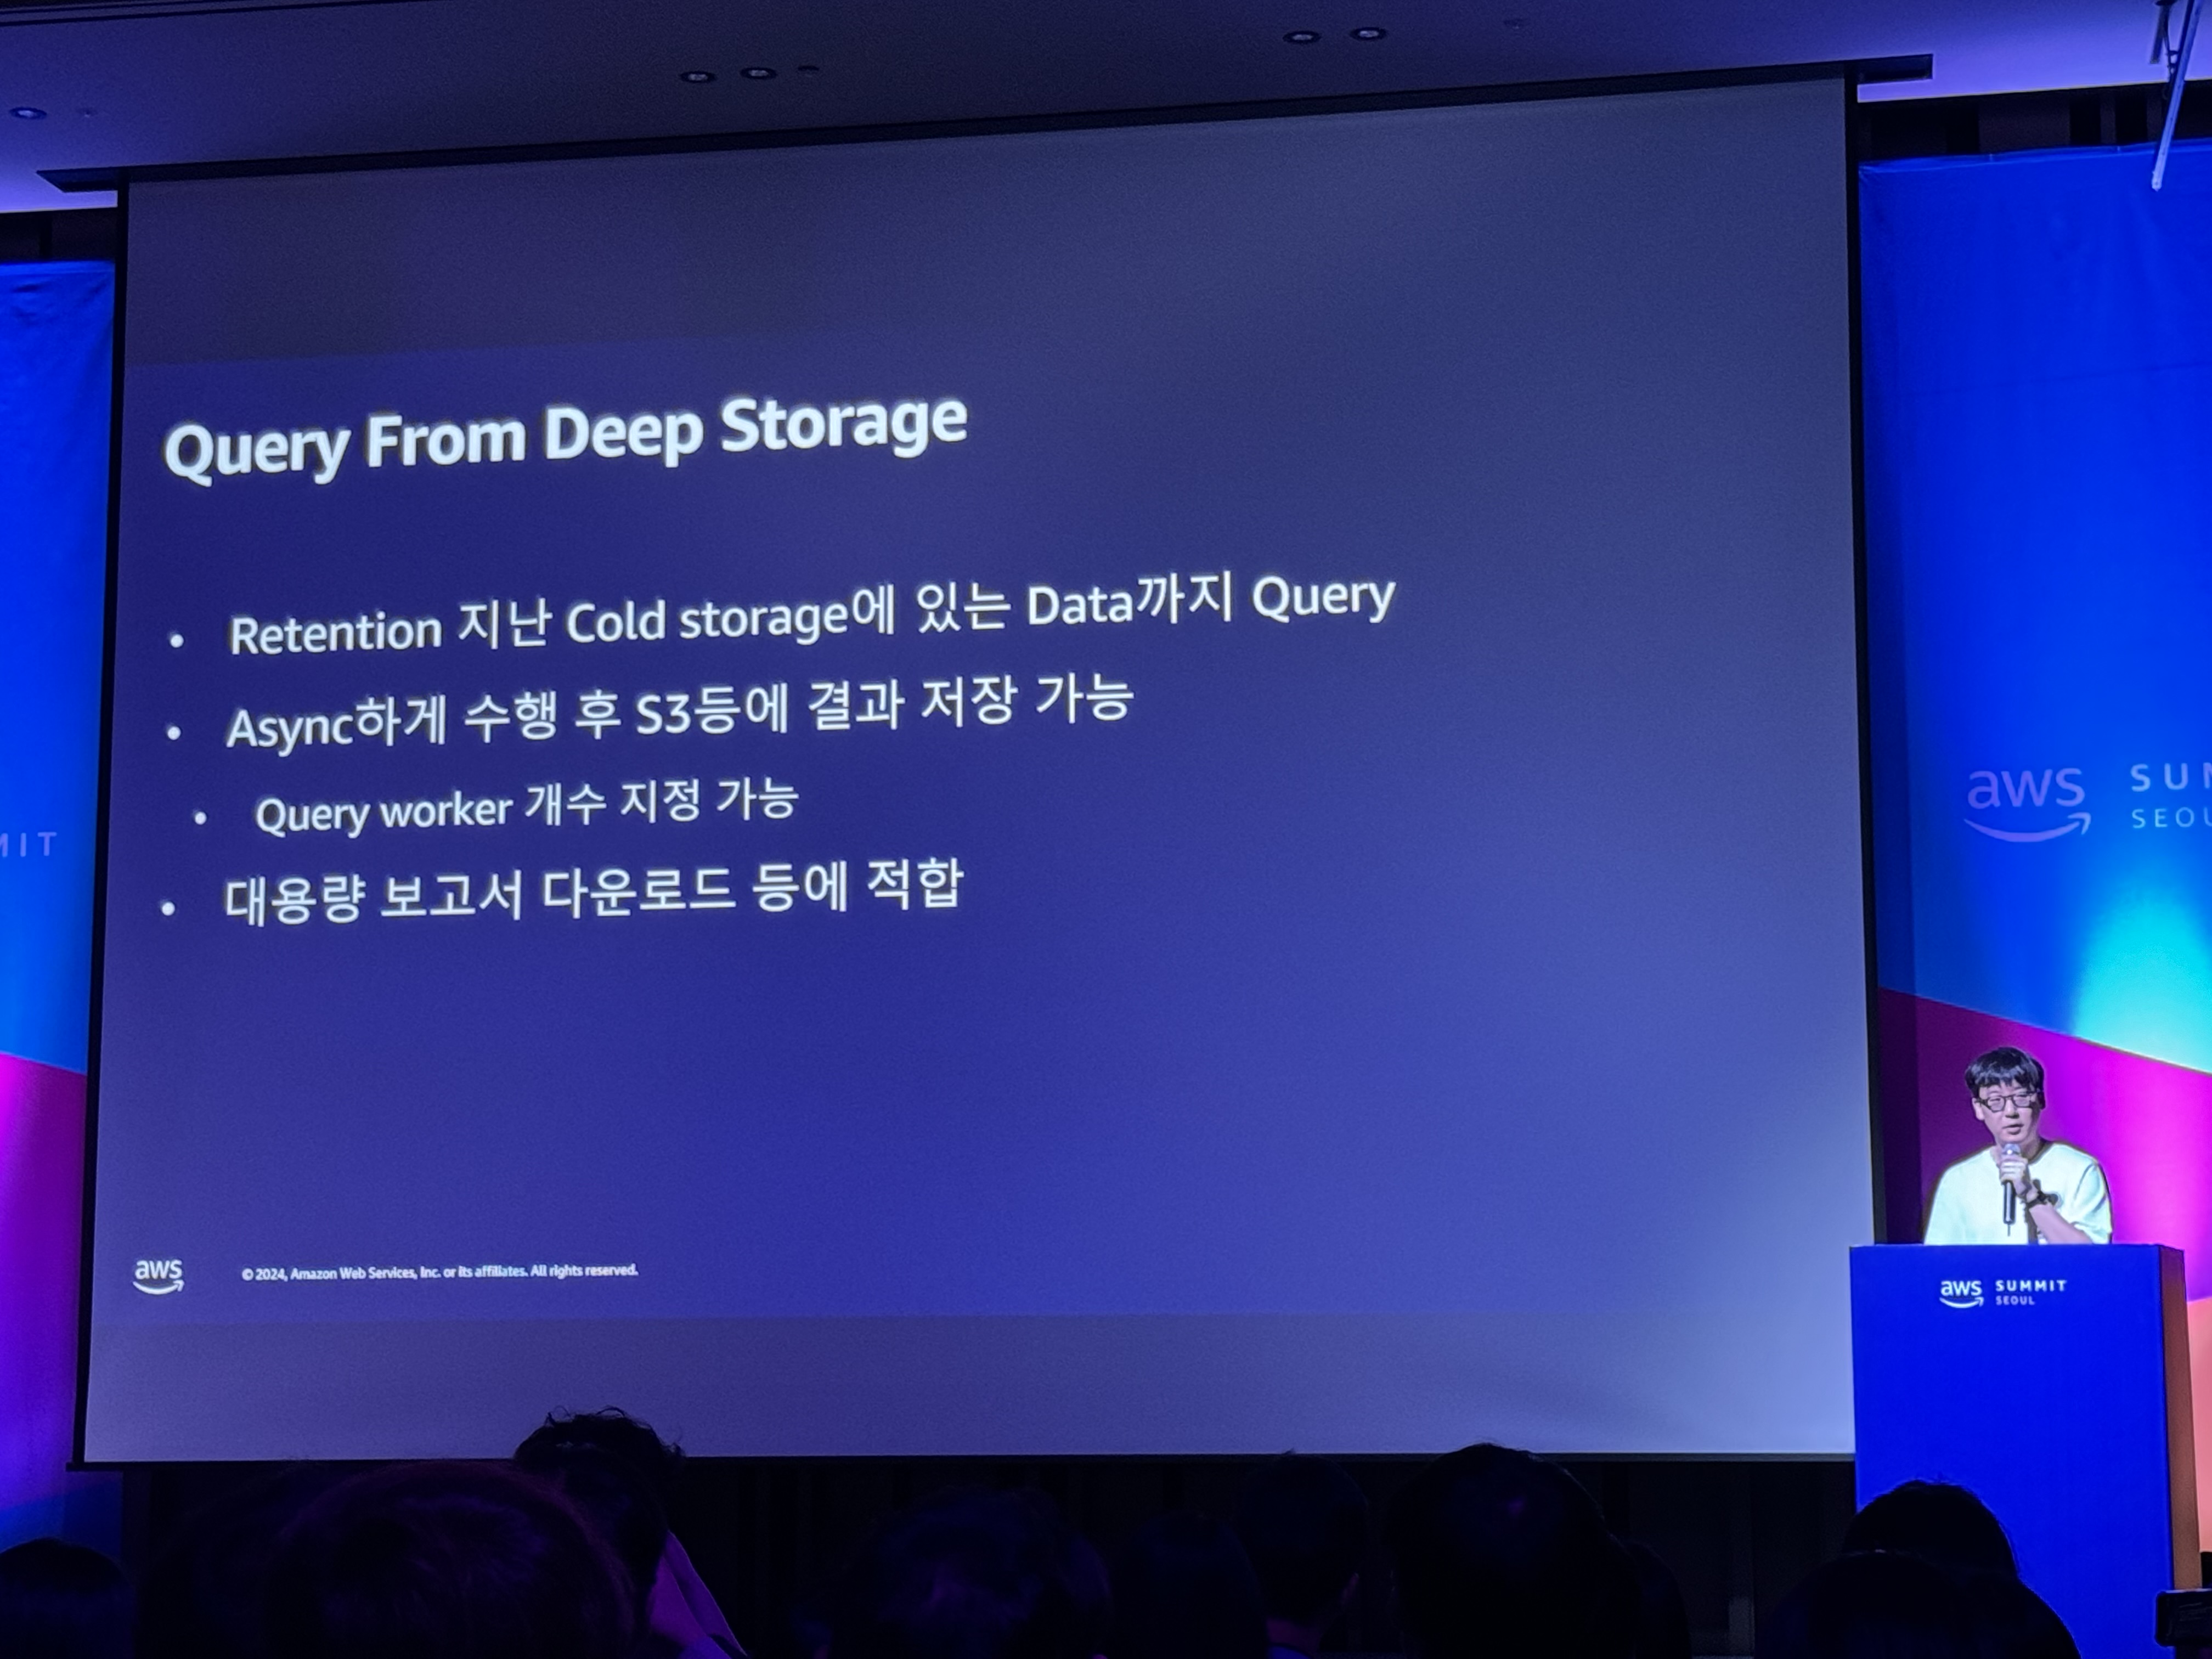 Query From Deep Storage
• Retention 지난 Cold storage에 있는 Data까지 Query
• Async하게 수행 후 S3등에 결과 저장 가능
• Query worker 개수 지정 가능
• 대용량 보고서 다운로드 등에 적합
aws
© 2024, Amazon Web Services, Inc. or its affiliates. All rights reserved.
MIT
aws SUM
SEOU
aws SUMMIT
SEOUL